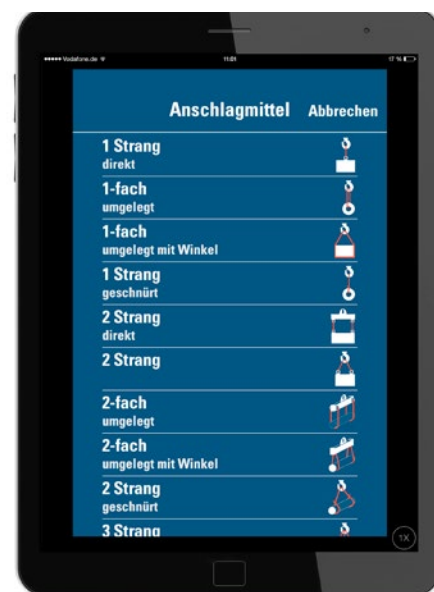 Vodafone.de
11:01
17 %
Anschlagmittel
Abbrechen
1 Strang
direkt
1-fach
umgelegt
1-fach
umgelegt mit Winkel
1 Strang
geschnürt
2 Strang
direkt
2 Strang
2-fach
umgelegt
2-fach
umgelegt mit Winkel
2 Strang
geschnürt
3 Strang
1X